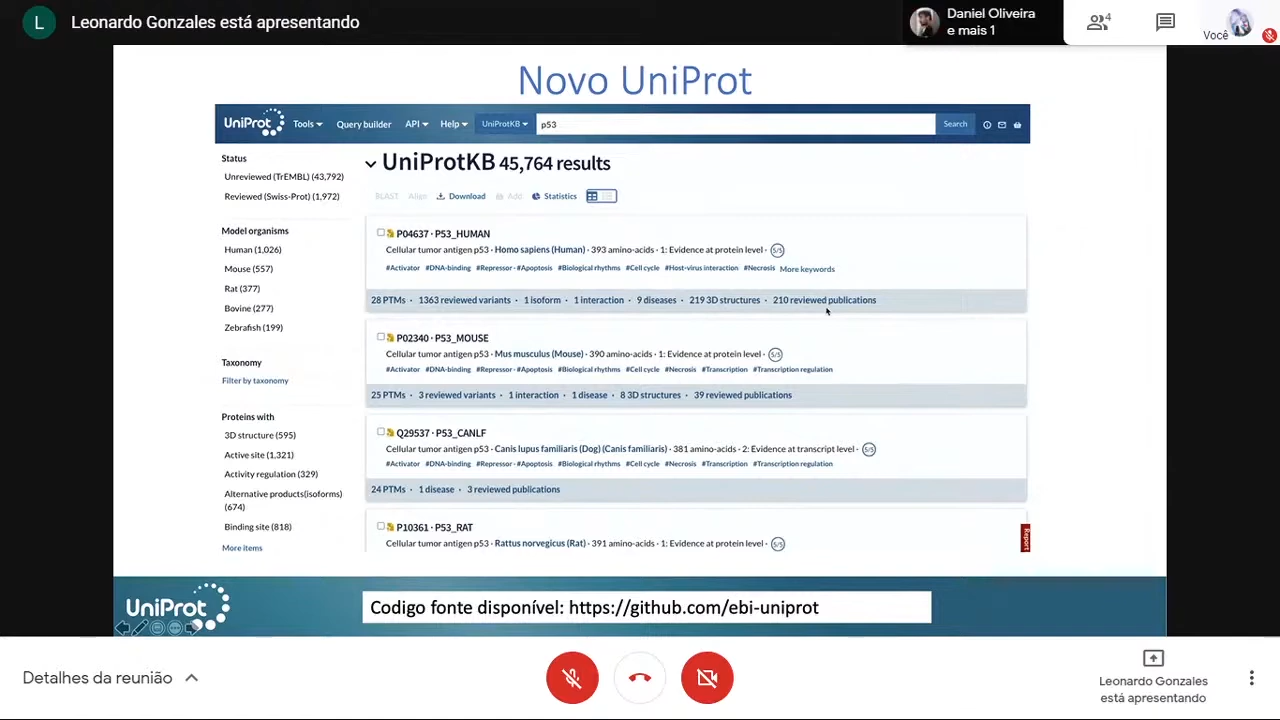 L Leonardo Gonzales está apresentando
Daniel Oliveira
e mais 1
4
Você
Novo UniProt
UniProt Tools Query builder API Help UniProtKB p53 Search
Status
Unreviewed (TrEMBL) (43,792)
Reviewed (Swiss-Prot) (1,972)
Model organisms
Human (1,026)
Mouse (557)
Rat (377)
Bovine (277)
Zebrafish (199)
Taxonomy
Filter by taxonomy
Proteins with
3D structure (595)
Active site (1,321)
Activity regulation (329)
Alternative products(isoforms)
(674)
Binding site (818)
More items
UniProtKB 45,764 results
BLAST Align Download Add Statistics
P04637 · P53_HUMAN
Cellular tumor antigen p53 · Homo sapiens (Human) · 393 amino-acids · 1: Evidence at protein level · 5/5
#Activator #DNA-binding #Repressor · #Apoptosis #Biological rhythms #Cell cycle #Host-virus interaction #Necrosis More keywords
28 PTMs · 1363 reviewed variants · 1 isoform · 1 interaction · 9 diseases · 219 3D structures · 210 reviewed publications
P02340 · P53_MOUSE
Cellular tumor antigen p53 · Mus musculus (Mouse) · 390 amino-acids · 1: Evidence at protein level · 5/5
#Activator #DNA-binding #Repressor · #Apoptosis #Biological rhythms #Cell cycle #Necrosis #Transcription #Transcription regulation
25 PTMs · 3 reviewed variants · 1 interaction · 1 disease · 8 3D structures · 39 reviewed publications
Q29537 · P53_CANLF
Cellular tumor antigen p53 · Canis lupus familiaris (Dog) (Canis familiaris) · 381 amino-acids · 2: Evidence at transcript level · 5/5
#Activator #DNA-binding #Repressor · #Apoptosis #Biological rhythms #Cell cycle #Necrosis #Transcription #Transcription regulation
24 PTMs · 1 disease · 3 reviewed publications
P10361 · P53_RAT
Cellular tumor antigen p53 · Rattus norvegicus (Rat) · 391 amino-acids · 1: Evidence at protein level · 5/5
Report
UniProt
Codigo fonte disponível: https://github.com/ebi-uniprot
Detalhes da reunião
Leonardo Gonzales
está apresentando